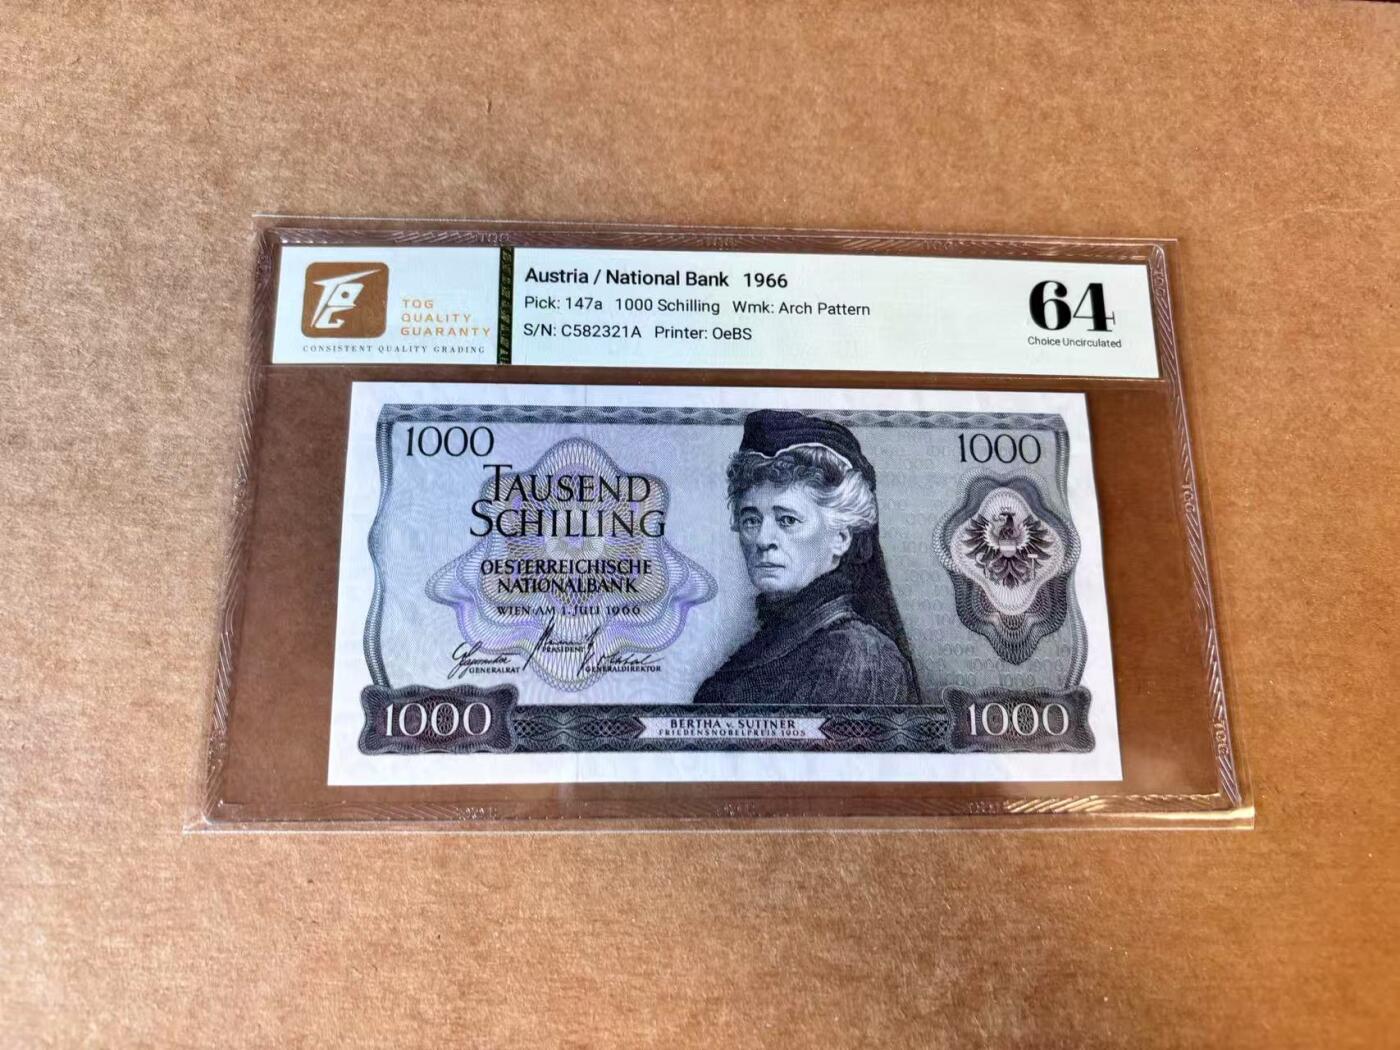 TQG
QUALITY
GUARANTY
CONSISTENT QUALITY GRADING
Austria / National Bank 1966
Pick: 147a 1000 Schilling Wmk: Arch Pattern
S/N: C582321A Printer: OeBS
64
Choice Uncirculated
1000
1000
TAUSEND
SCHILLING
OESTERREICHISCHE
NATIONALBANK
WIEN AM 1. JULI 1966
PRÄSIDENT
GENERALRAT
GENERALDIREKTOR
1000
BERTHA v. SUTTNER
FRIEDENSNOBELPREIS 1905
1000